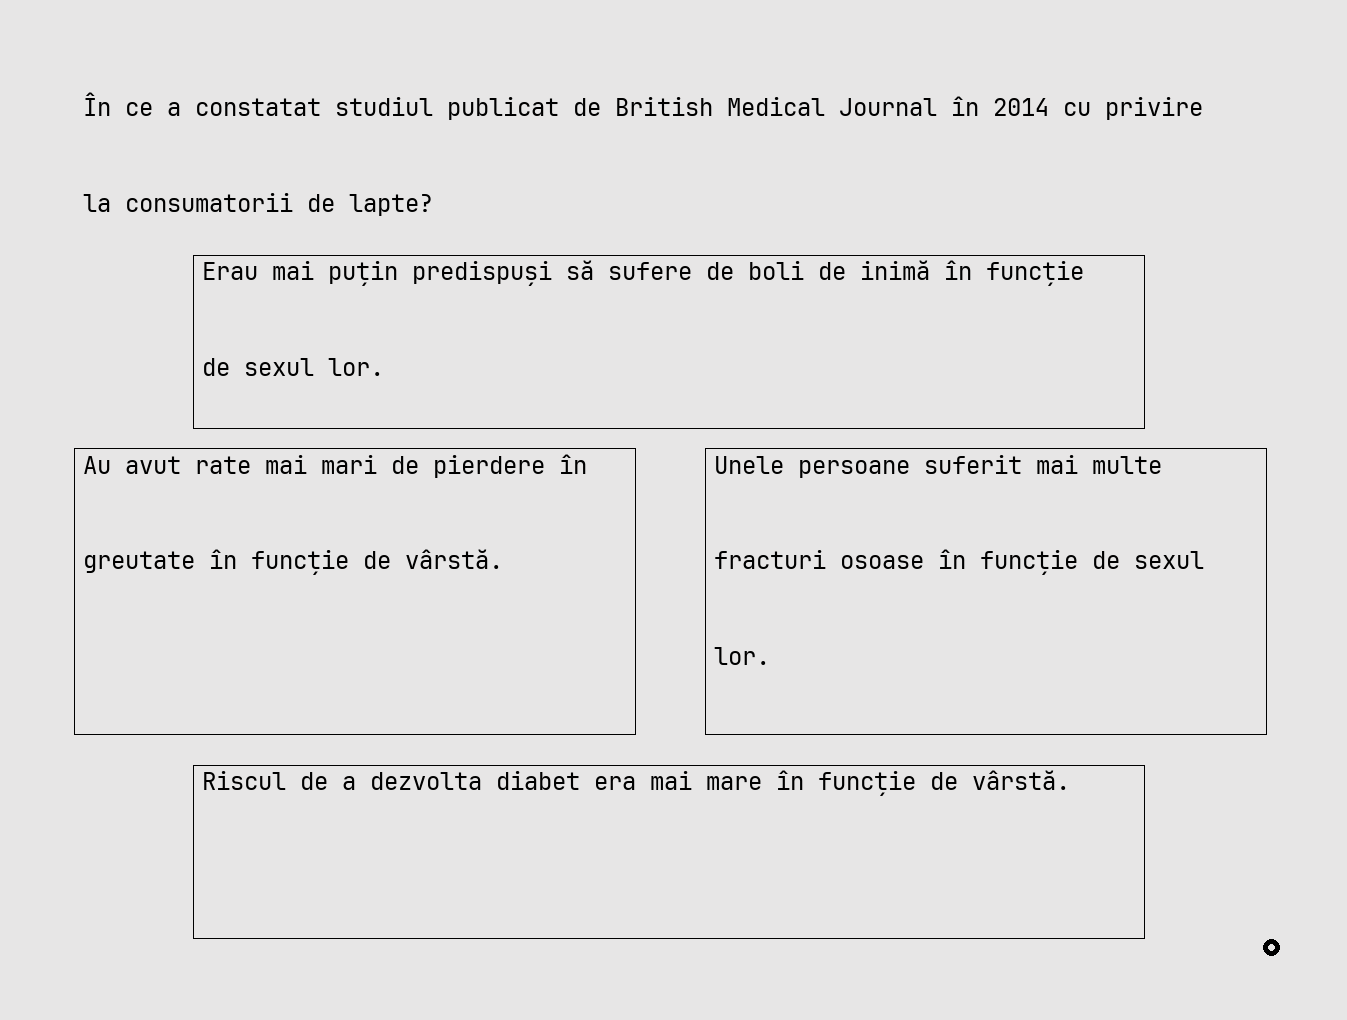 În ce a constatat studiul publicat de British Medical Journal în 2014 cu privire
la consumatorii de lapte?
Erau mai puțin predispuși să sufere de boli de inimă în funcție
de sexul lor.
Au avut rate mai mari de pierdere în
greutate în funcție de vârstă.
Unele persoane suferit mai multe
fracturi osoase în funcție de sexul
lor.
Riscul de a dezvolta diabet era mai mare în funcție de vârstă.